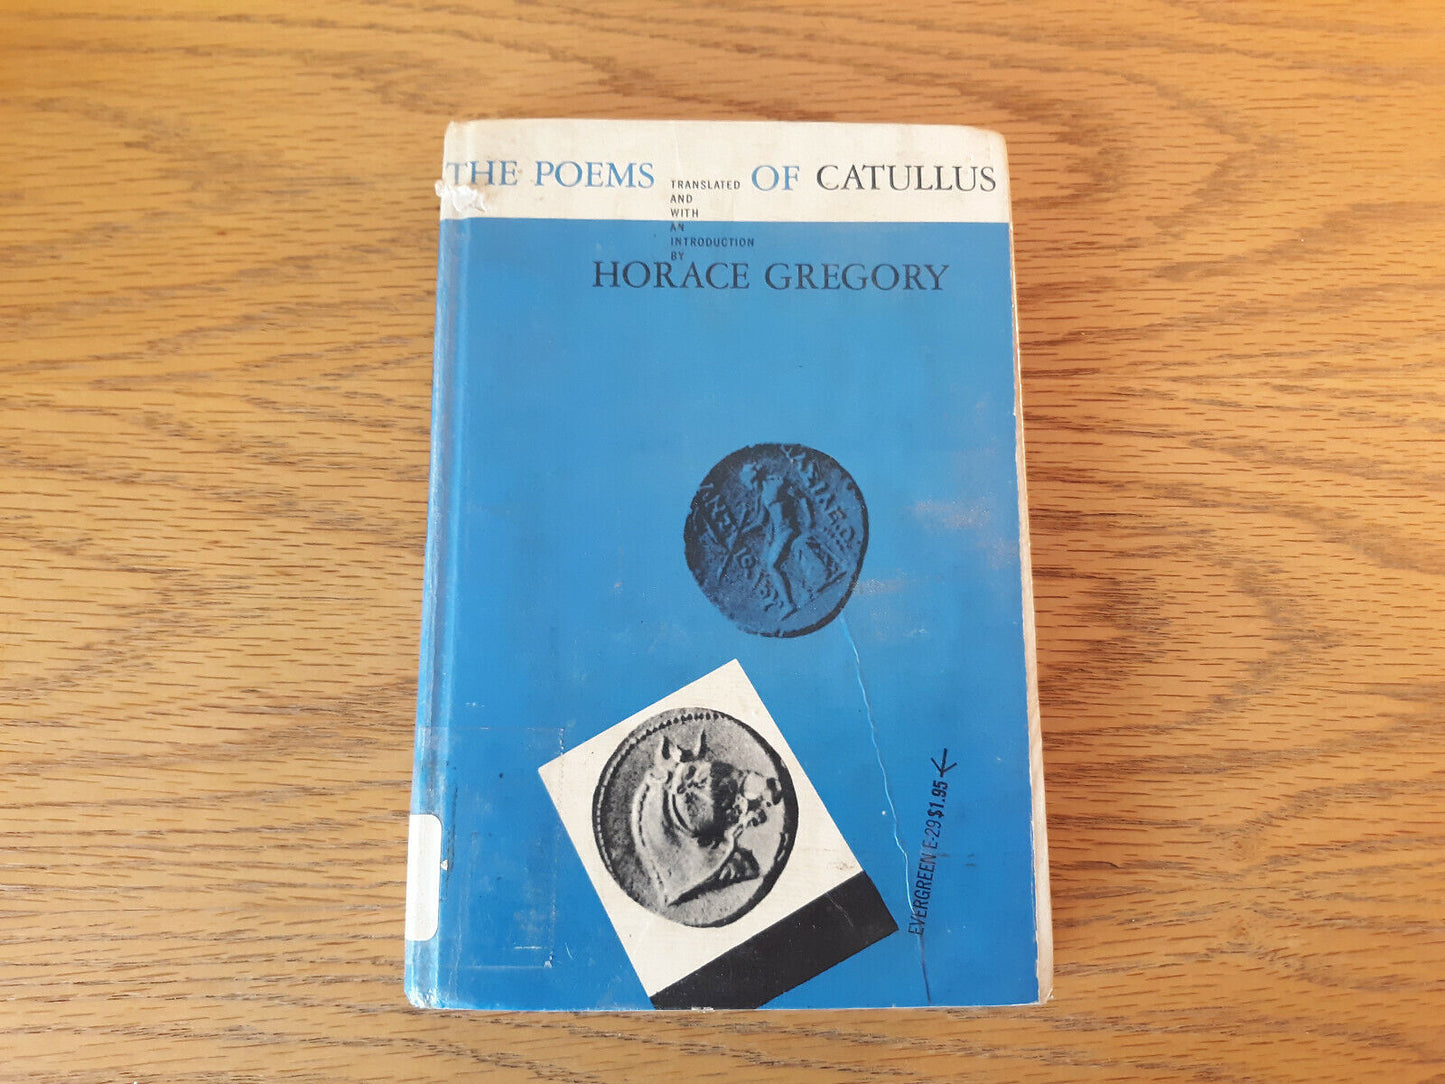 THE POEMS OF CATULLUS
TRANSLATED
AND
WITH
AN
INTRODUCTION
BY
HORACE GREGORY
EVERGREEN E-29 $1.95